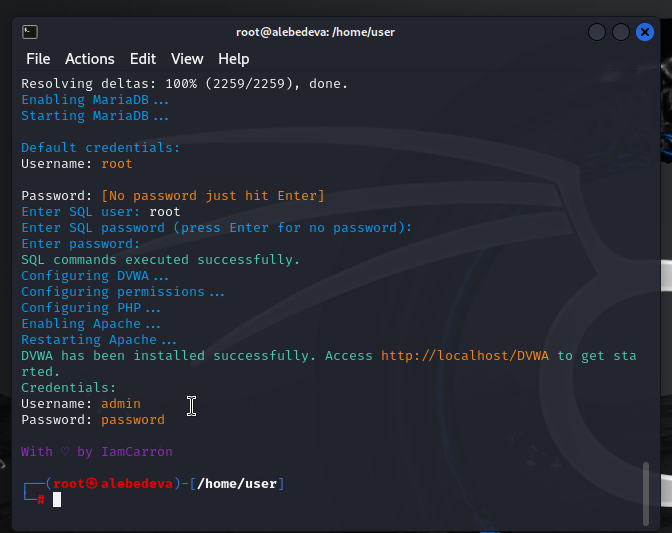 root@alebedeva: /home/user
File Actions Edit View Help
Resolving deltas: 100% (2259/2259), done.
Enabling MariaDB...
Starting MariaDB...
Default credentials:
Username: root
Password: [No password just hit Enter]
Enter SQL user: root
Enter SQL password (press Enter for no password):
Enter password:
SQL commands executed successfully.
Configuring DVWA...
Configuring permissions...
Configuring PHP...
Enabling Apache...
Restarting Apache...
DVWA has been installed successfully. Access http://localhost/DVWA to get sta
rted.
Credentials:
Username: admin
Password: password
With ♡ by IamCarron
┌──(root㉿alebedeva)-[/home/user]
└─#